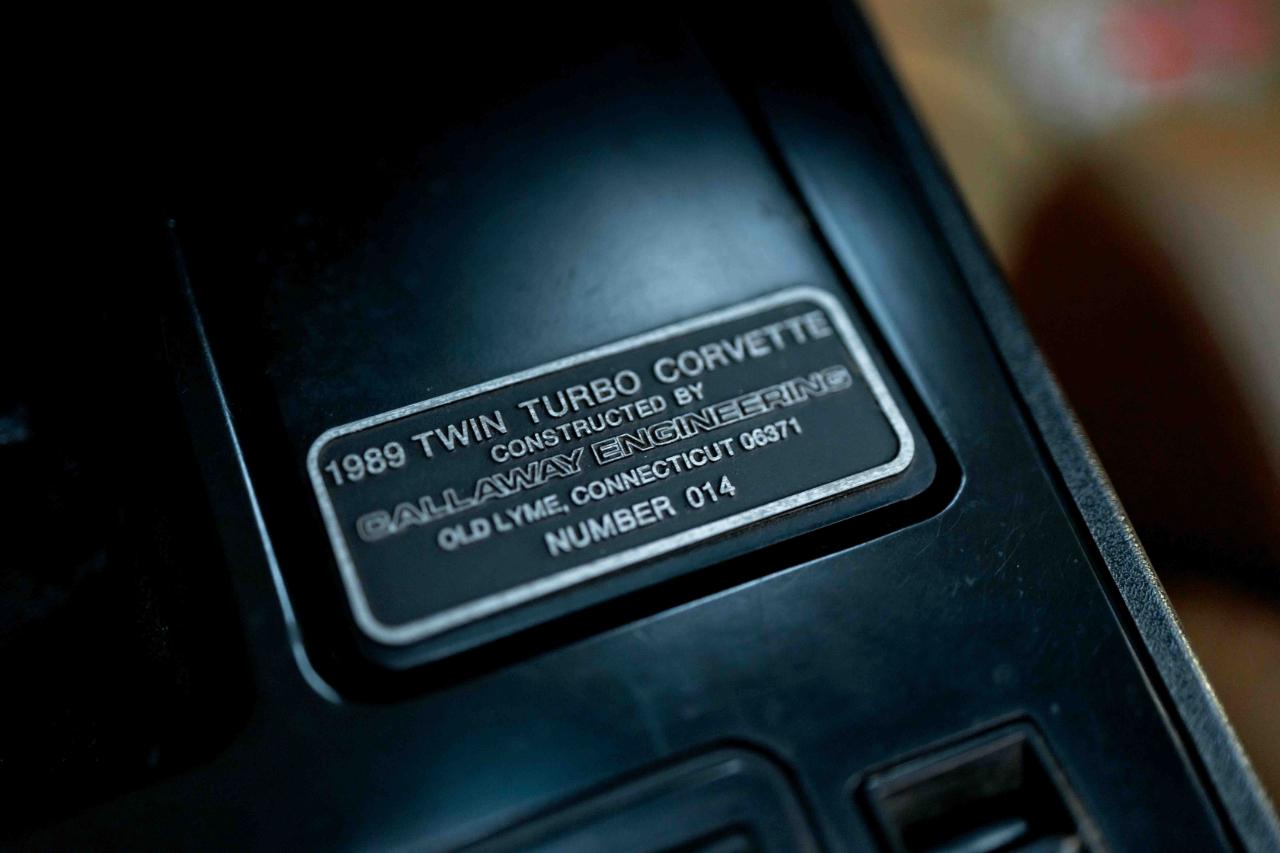 1989 TWIN TURBO CORVETTE
CONSTRUCTED BY
CALLAWAY ENGINEERING
OLD LYME, CONNECTICUT 06371
NUMBER 014